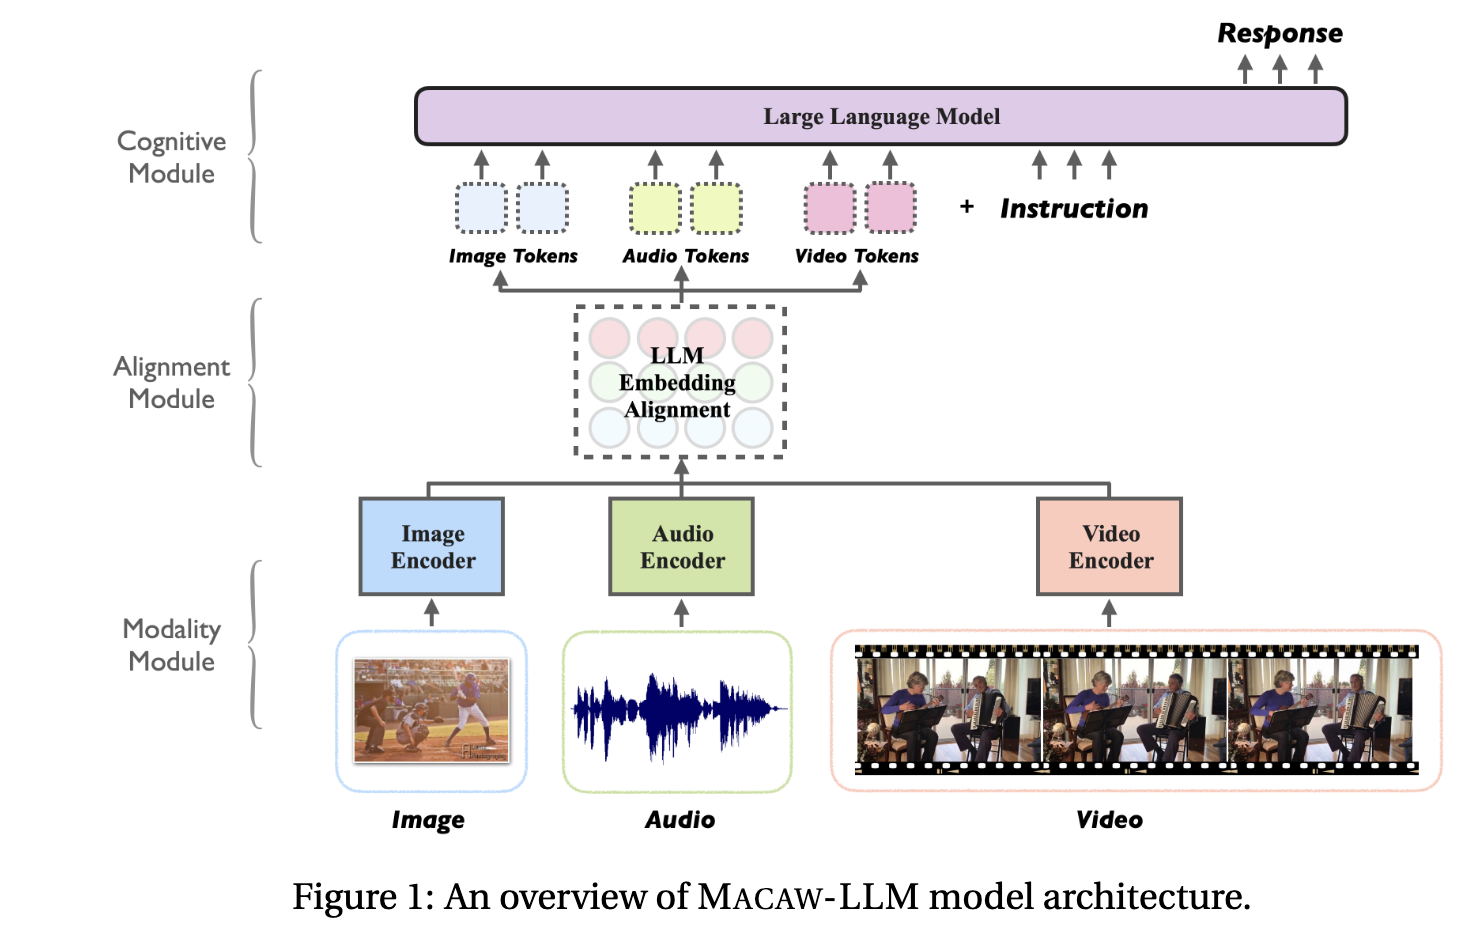 Response
Large Language Model
Cognitive
Module
+ Instruction
Image Tokens
Audio Tokens
Video Tokens
Alignment
Module
LLM
Embedding
Alignment
Image
Encoder
Audio
Encoder
Video
Encoder
Modality
Module
Image
Audio
Video
Figure 1: An overview of MACAW-LLM model architecture.